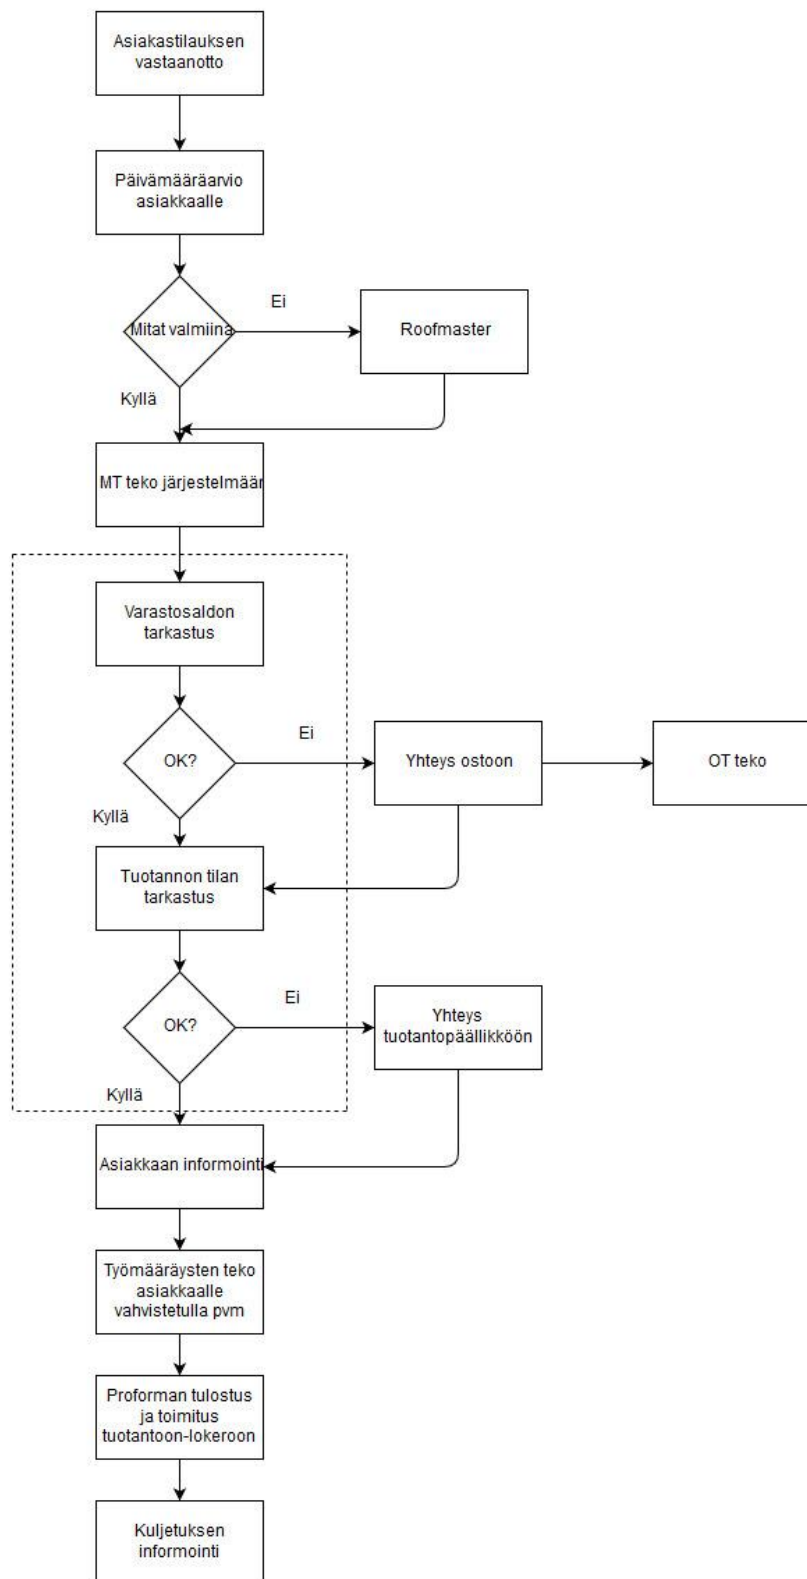 Asiakastilauksen
vastaanotto
Päivämääräarvio
asiakkaalle
Mitat valmiina
Ei
Roofmaster
Kyllä
MT teko järjestelmään
Varastosaldon
tarkastus
OK?
Ei
Yhteys ostoon
OT teko
Kyllä
Tuotannon tilan
tarkastus
OK?
Ei
Yhteys
tuotantopäällikköön
Kyllä
Asiakkaan informointi
Työmääräysten teko
asiakkaalle
vahvistetulla pvm
Proforman tulostus
ja toimitus
tuotantoon-lokeroon
Kuljetuksen
informointi